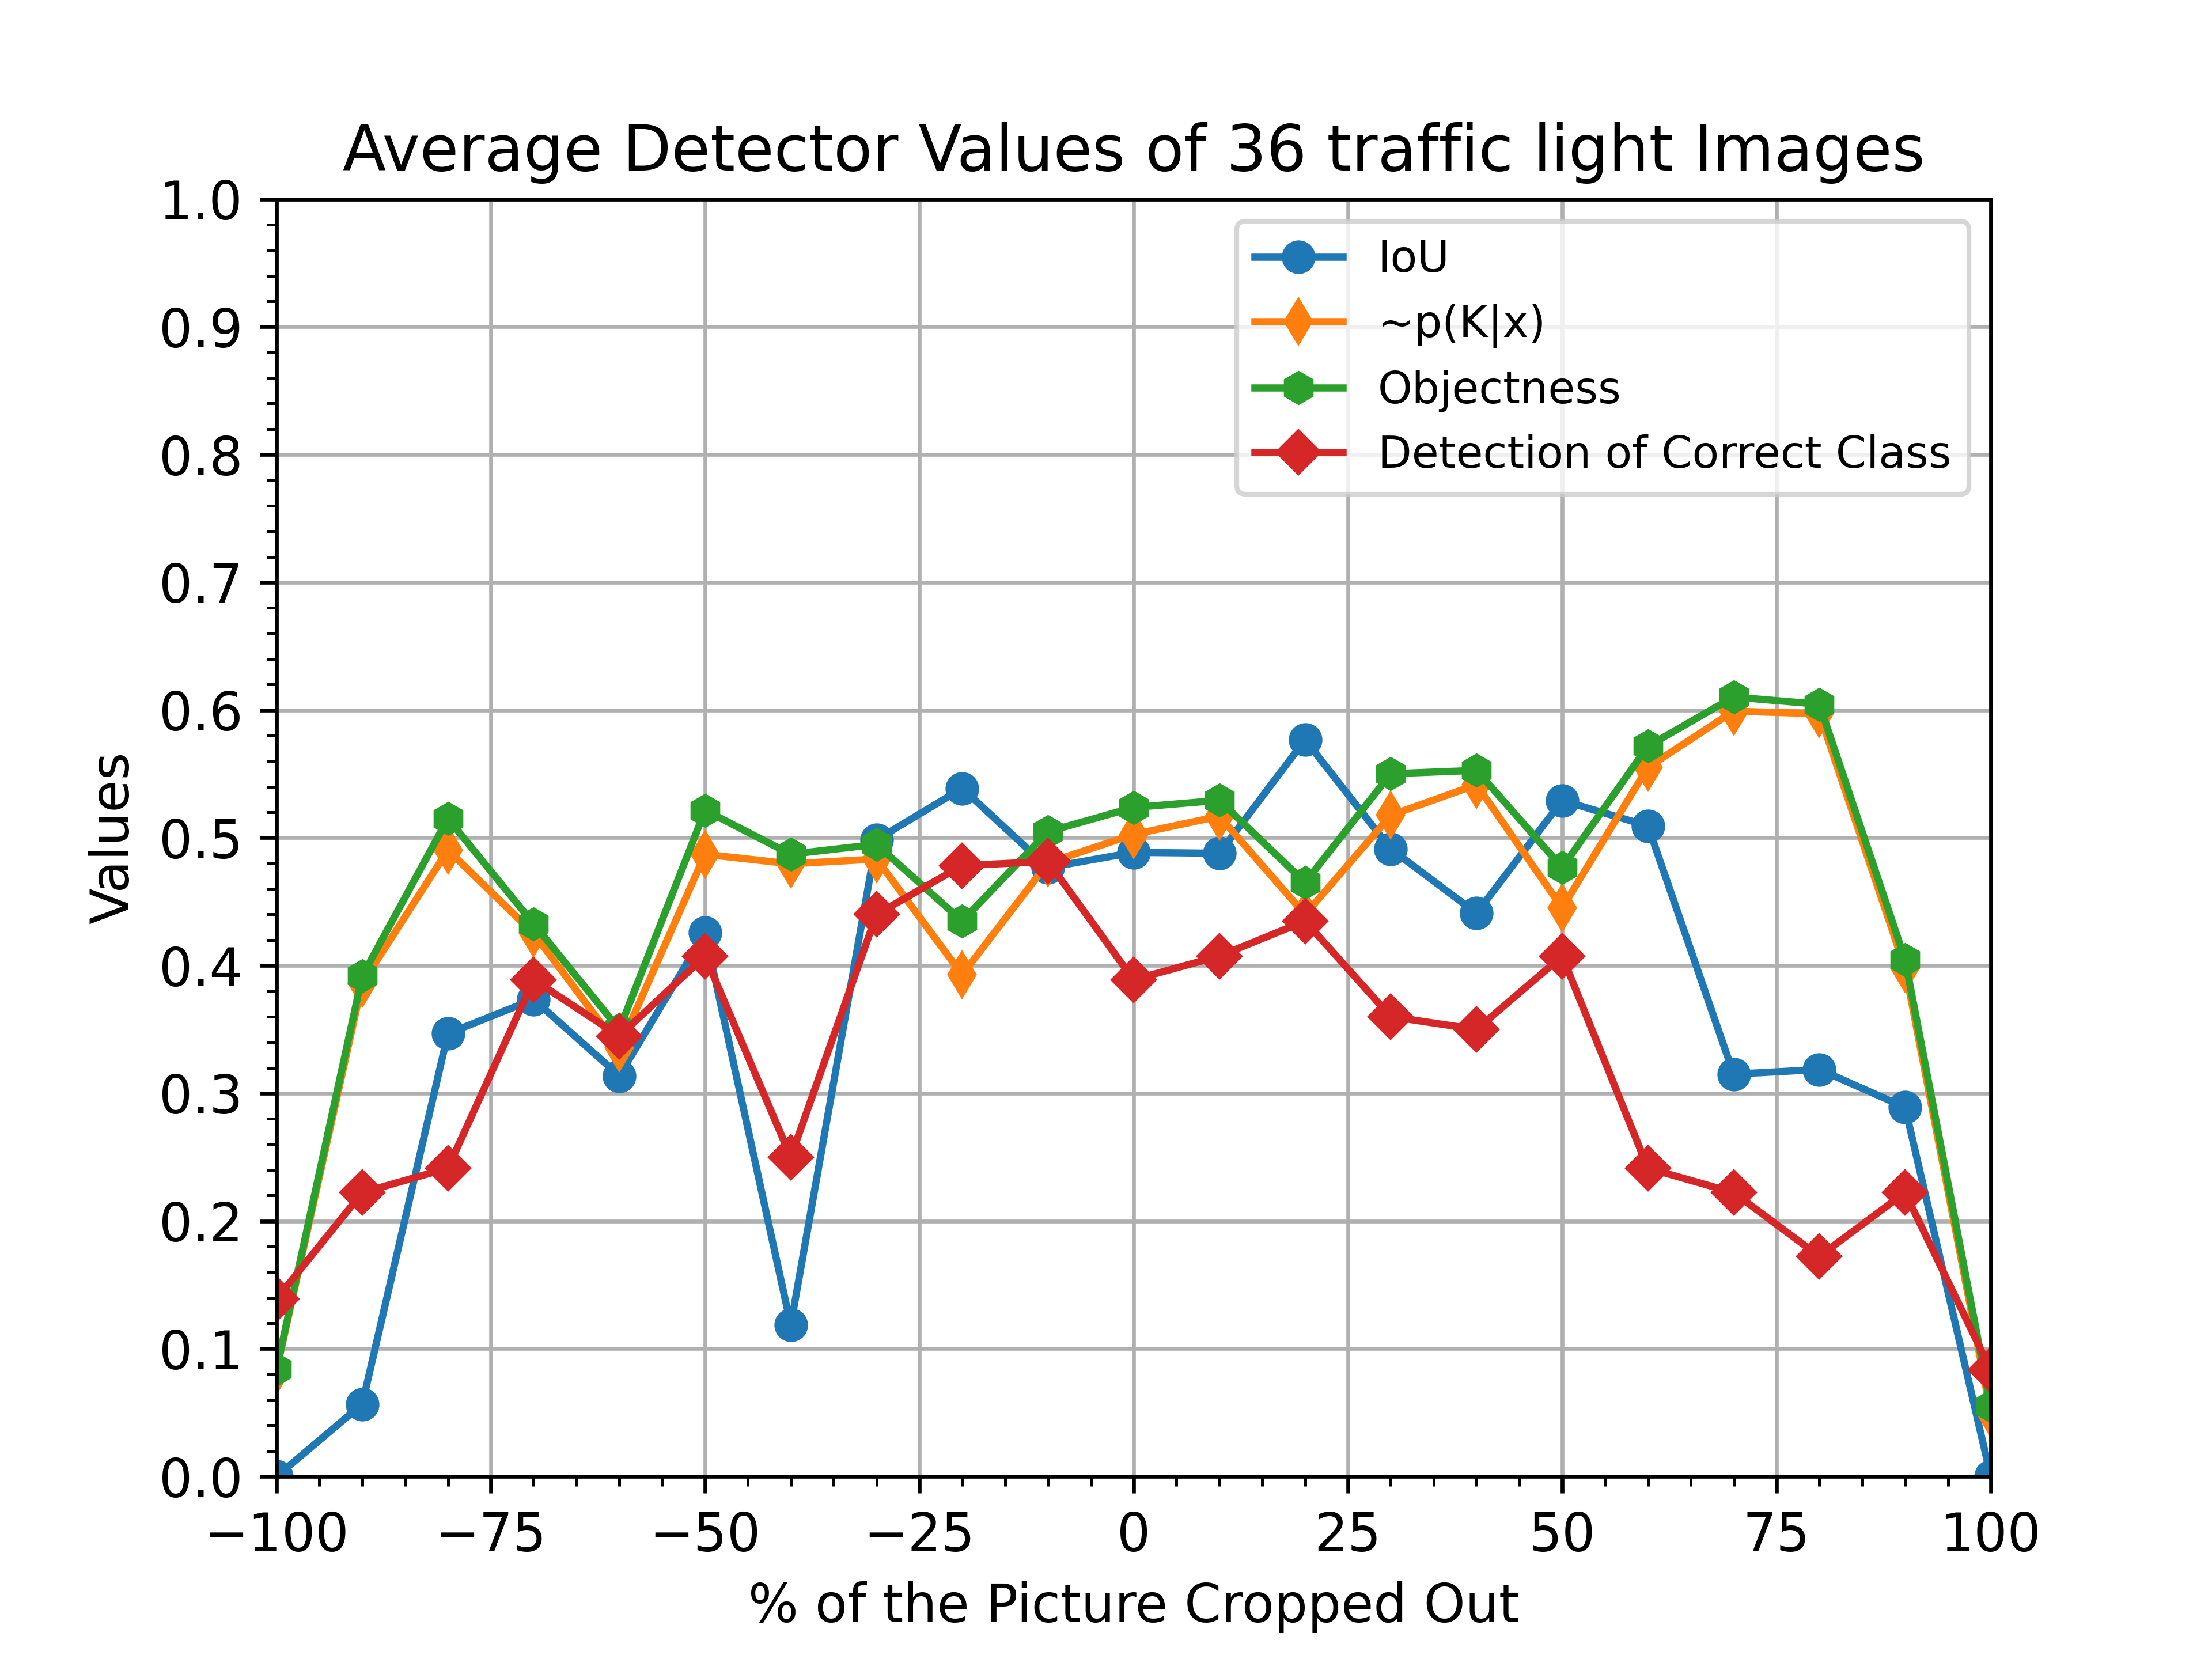 Average Detector Values of 36 traffic light Images
1.0
0.9
0.8
0.7
0.6
0.5
0.4
0.3
0.2
0.1
0.0
Values
IoU
~p(K|x)
Objectness
Detection of Correct Class
−100 −75 −50 −25 0 25 50 75 100
% of the Picture Cropped Out